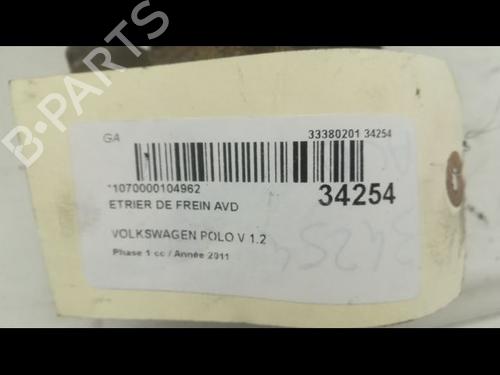 B-PARTS
GA
33380201 34254
*1070000104962
34254
ETRIER DE FREIN AVD
VOLKSWAGEN POLO V 1.2
Phase 1 cc / Année 2011
34254